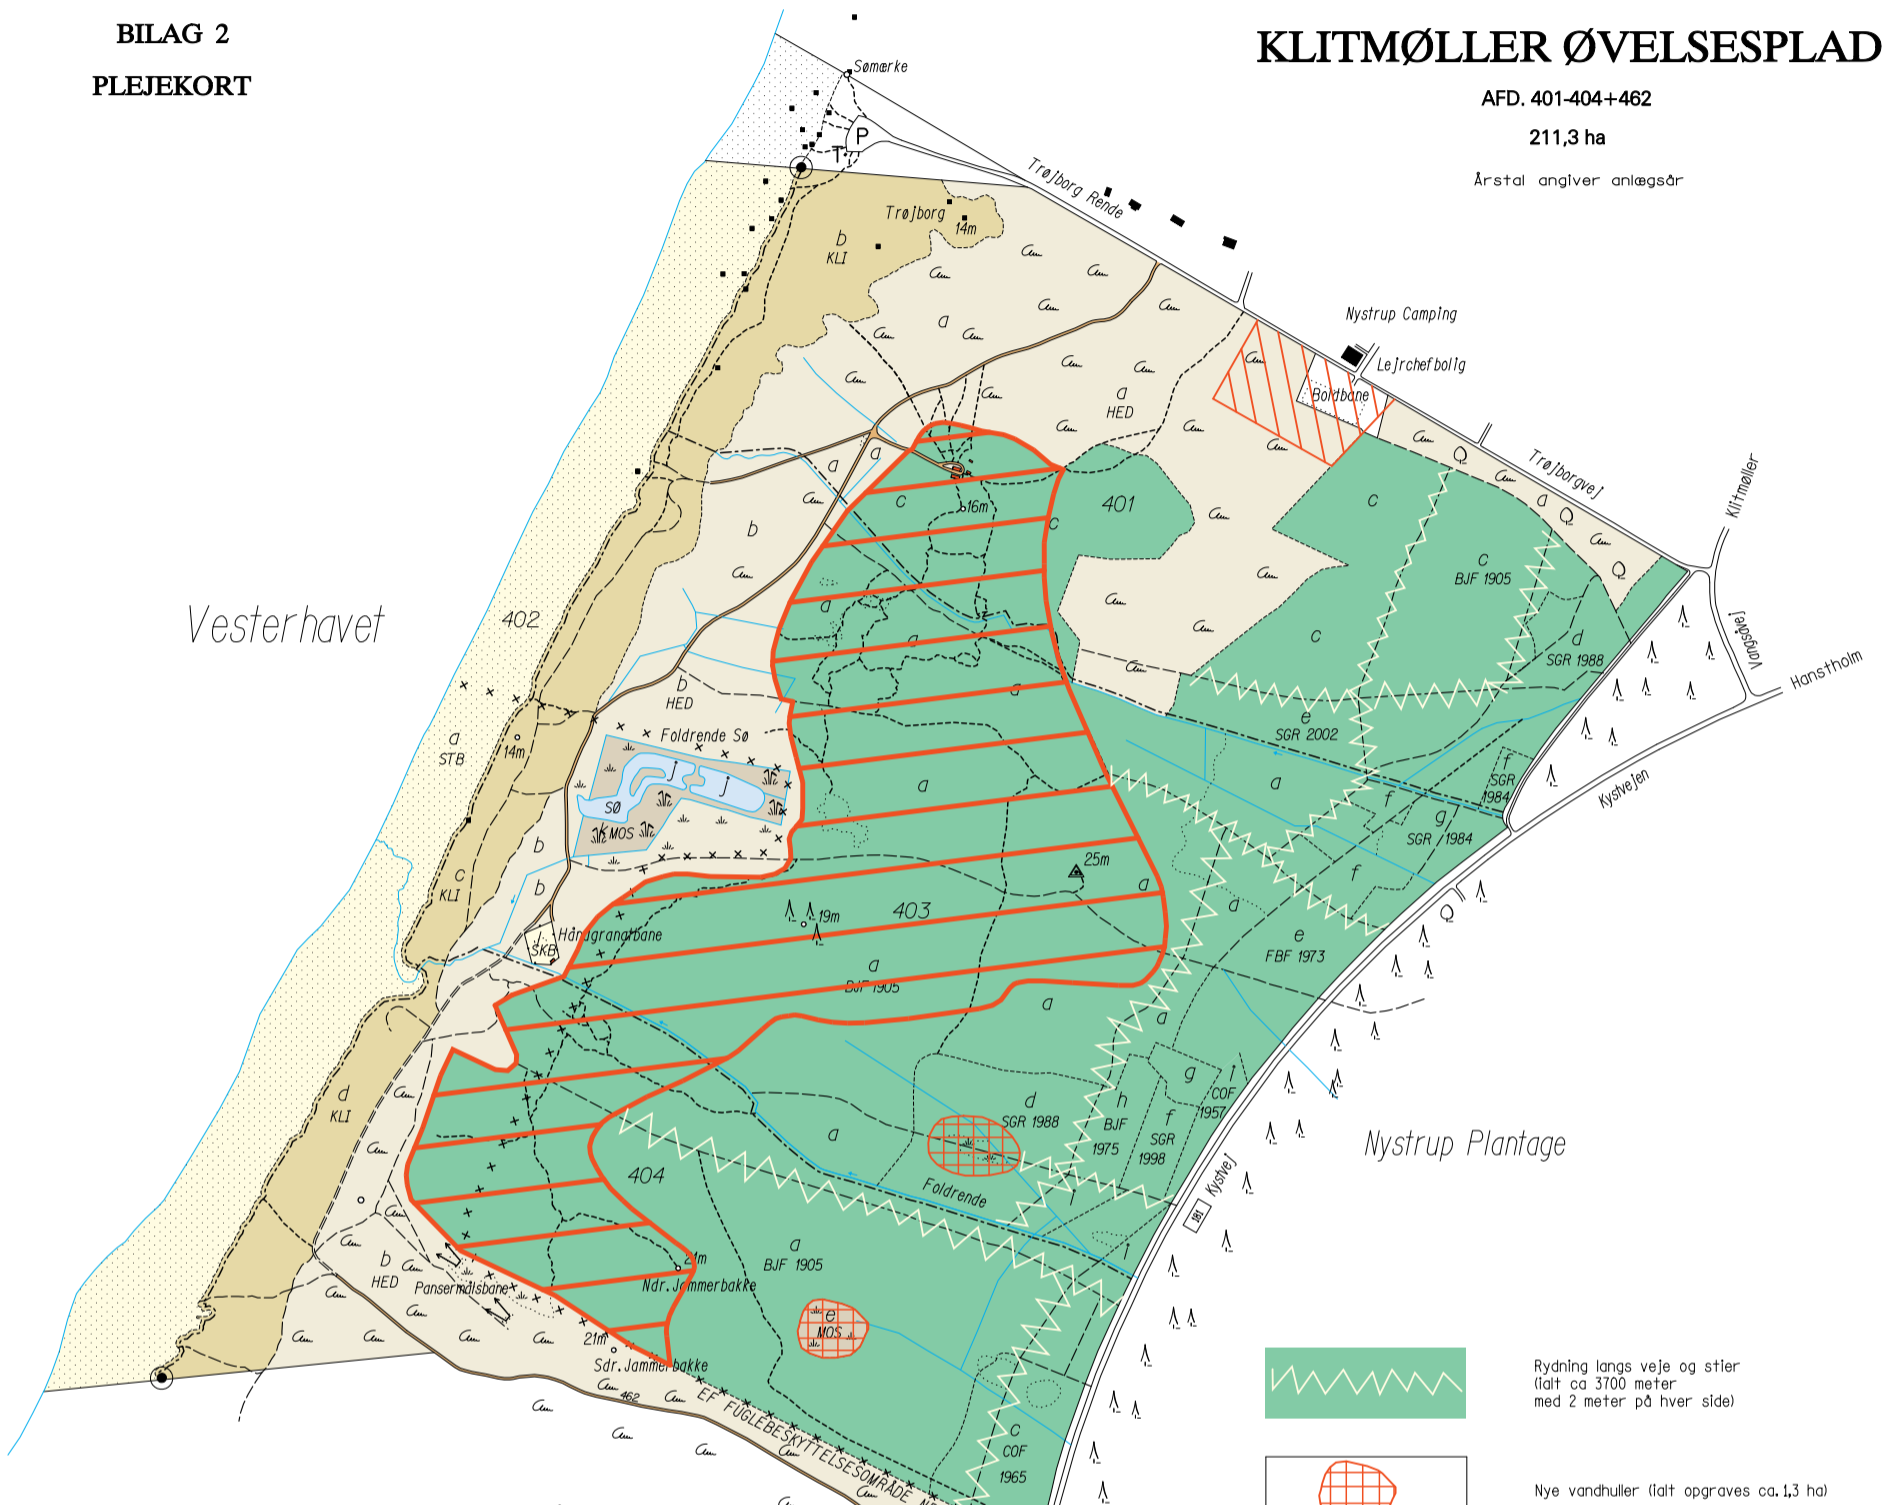 BILAG 2
PLEJEKORT
KLITMØLLER ØVELSESPLAD
AFD. 401-404+462
211,3 ha
Årstal angiver anlægsår
Sømærke
P
T
Trøjborg Rende
Trøjborg
14m
b
KLI
a
Nystrup Camping
Lejrchefbolig
Boldbane
a
HED
Trøjborgvej
Klitmøller
a
a
a
c
16m
c
401
c
b
c
BJF 1905
Vesterhavet
402
a
a
c
d
SGR 1988
Vangsåvej
Hanstholm
b
HED
a
e
SGR 2002
Foldrende Sø
a
STB
14m
j
j
a
a
f
SGR
1984
f
g
SGR 1984
Kystvejen
SØ
k MOS
b
b
25m
a
f
c
KLI
19m
403
a
e
FBF 1973
Håndgranatbane
SKB
a
BJF 1905
a
a
d
KLI
d
SGR 1988
h
BJF
1975
g
i
COF
1957
f
SGR
1998
a
Nystrup Plantage
404
Foldrende
Kystvej
181
i
a
BJF 1905
b
HED
Pansermålsbane
21m
Ndr.Jammerbakke
e
MOS
21m
Sdr.Jammerbakke
462
EF FUGLEBESKYTTELSESOMRÅDE
c
COF
1965
Rydning langs veje og stier
(ialt ca 3700 meter
med 2 meter på hver side)
Nye vandhuller (ialt opgraves ca. 1,3 ha)